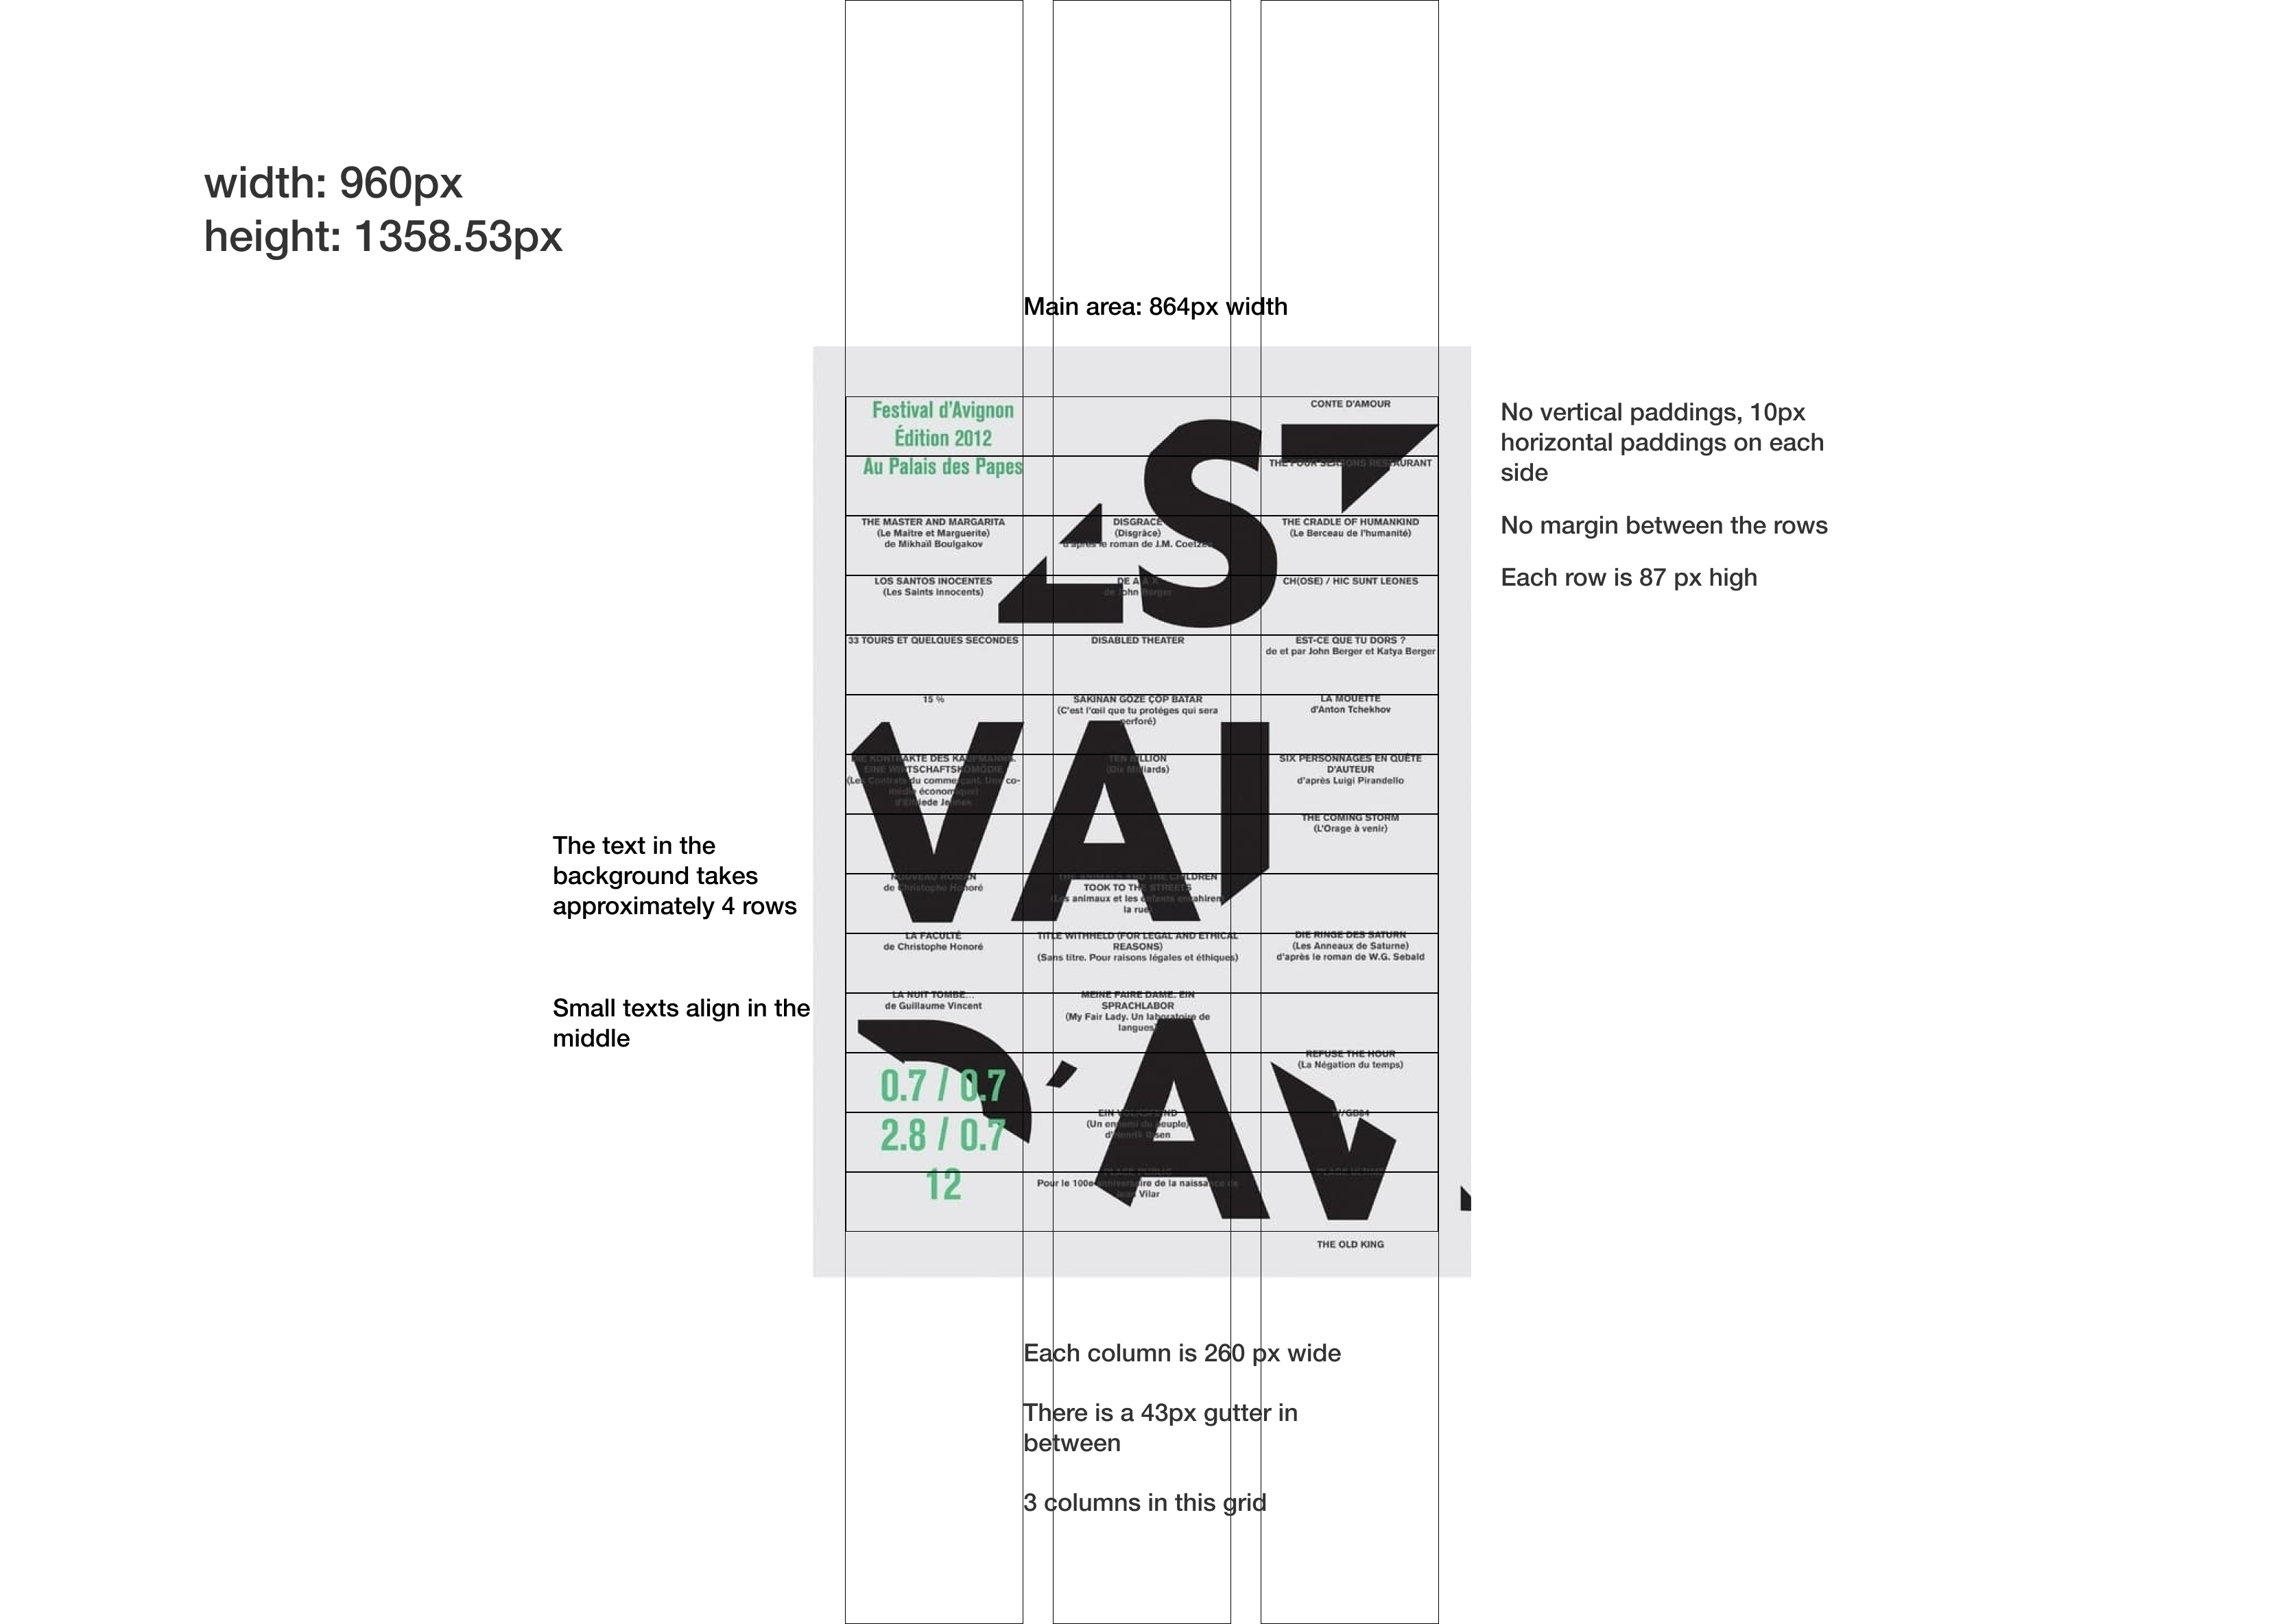 width: 960px
height: 1358.53px
Main area: 864px width
No vertical paddings, 10px
horizontal paddings on each
side
No margin between the rows
Each row is 87 px high
The text in the
background takes
approximately 4 rows
Small texts align in the
middle
Festival d'Avignon
Édition 2012
Au Palais des Papes
CONTE D'AMOUR
THE FOUR SEASONS RESTAURANT
THE MASTER AND MARGARITA
(Le Maître et Marguerite)
de Mikhaïl Boulgakov
DISGRACE
(Disgrâce)
d'après le roman de J.M. Coetzee
THE CRADLE OF HUMANKIND
(Le Berceau de l'humanité)
LOS SANTOS INOCENTES
(Les Saints innocents)
DE A À X
de John Berger
CH(OSE) / HIC SUNT LEONES
33 TOURS ET QUELQUES SECONDES
DISABLED THEATER
EST-CE QUE TU DORS ?
de et par John Berger et Katya Berger
15 %
SAKINAN GÖZE ÇÖP BATAR
(C'est l'œil que tu protéges qui sera
perforé)
LA MOUETTE
d'Anton Tchekhov
DIE KONTRAKTE DES KAUFMANNS.
EINE WIRTSCHAFTSKOMÖDIE
(Les Contrats du commerçant. Une co-
médie économique)
d'Elfriede Jelinek
TEN BILLION
(Dix Milliards)
SIX PERSONNAGES EN QUÊTE
D'AUTEUR
d'après Luigi Pirandello
THE COMING STORM
(L'Orage à venir)
NOUVEAU ROMAN
de Christophe Honoré
THE ANIMALS AND THE CHILDREN
TOOK TO THE STREETS
(Les animaux et les enfants envahirent
la rue)
LA FACULTÉ
de Christophe Honoré
TITLE WITHHELD (FOR LEGAL AND ETHICAL
REASONS)
(Sans titre. Pour raisons légales et éthiques)
DIE RINGE DES SATURN
(Les Anneaux de Saturne)
d'après le roman de W.G. Sebald
LA NUIT TOMBE...
de Guillaume Vincent
MEINE FAIRE DAME. EIN
SPRACHLABOR
(My Fair Lady. Un laboratoire de
langues)
REFUSE THE HOUR
(La Négation du temps)
EIN VOLKSFEIND
(Un ennemi du peuple)
d'Henrik Ibsen
PLAGE PUBLIC
Pour le 100e anniversaire de la naissance de
Jean Vilar
PLAGE ULTIME
THE OLD KING
0.7 / 0.7
2.8 / 0.7
12
ST
VAI
D'AV
Each column is 260 px wide
There is a 43px gutter in
between
3 columns in this grid